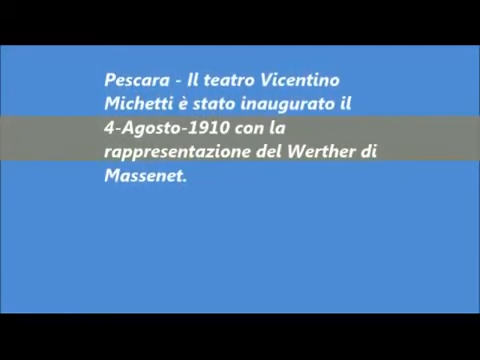 Pescara - Il teatro Vicentino
Michetti è stato inaugurato il
4-Agosto-1910 con la
rappresentazione del Werther di
Massenet.